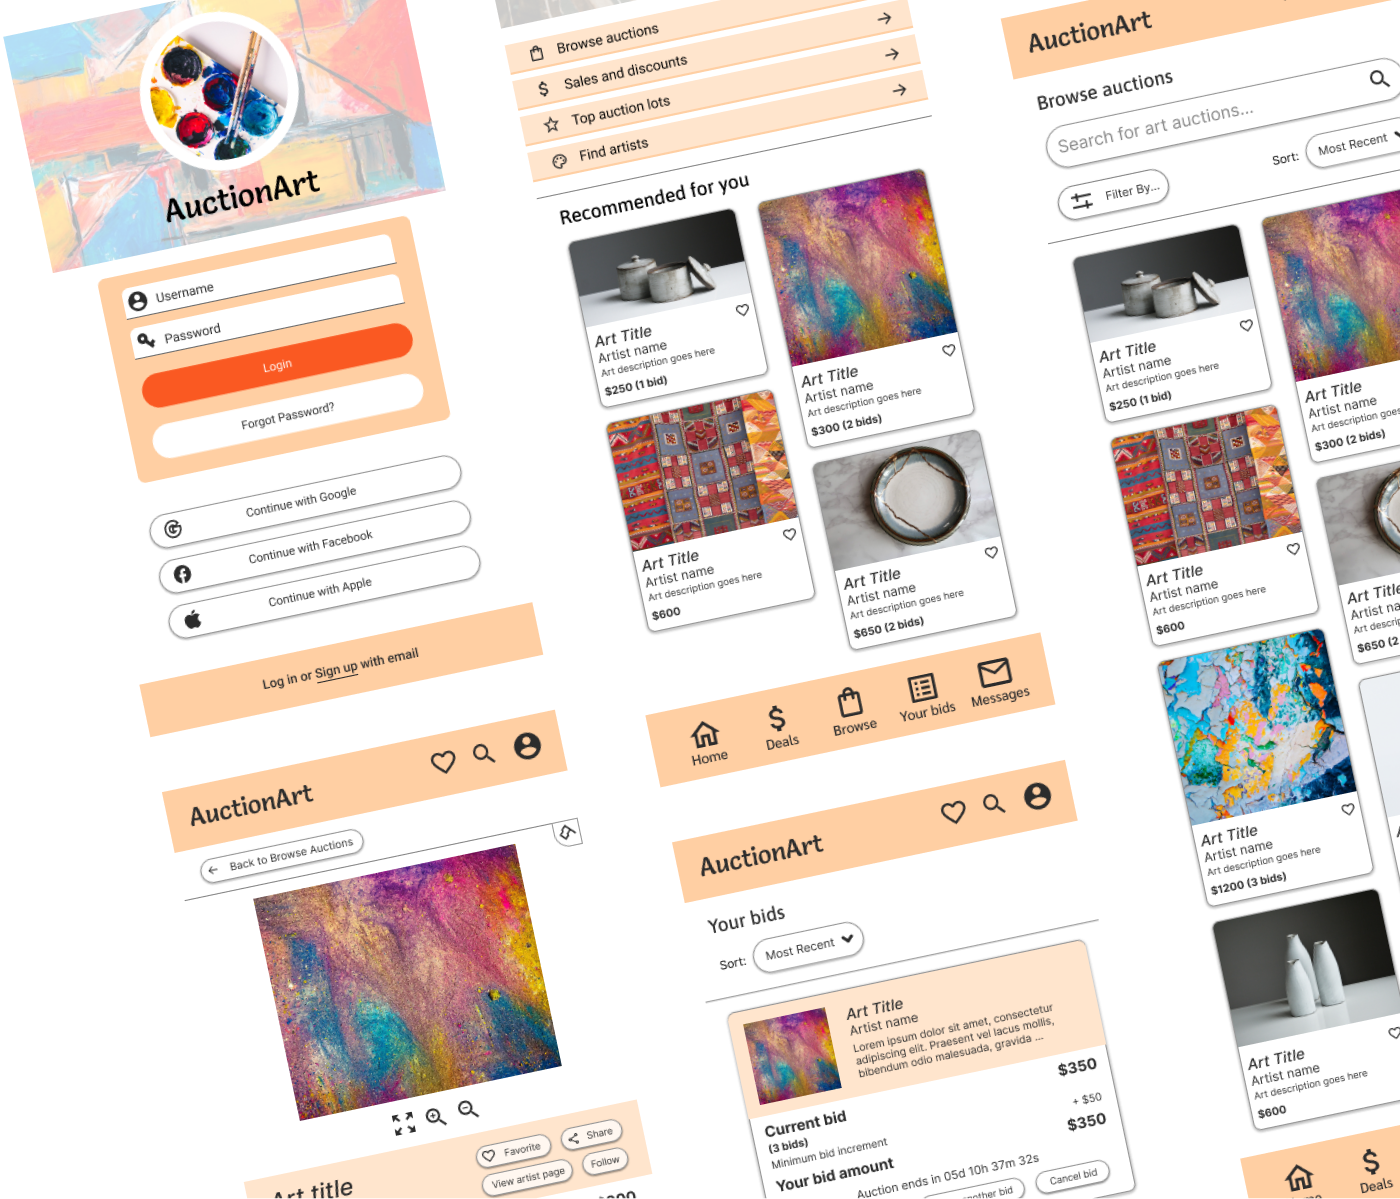 AuctionArt
Username
Password
Login
Forgot Password?
Continue with Google
Continue with Facebook
Continue with Apple
Log in or Sign up with email
AuctionArt
Back to Browse Auctions
Favorite
Share
View artist page
Follow
Art title
Browse auctions
Sales and discounts
Top auction lots
Find artists
Recommended for you
Art Title
Artist name
Art description goes here
$250 (1 bid)
Art Title
Artist name
Art description goes here
$300 (2 bids)
Art Title
Artist name
Art description goes here
$600
Art Title
Artist name
Art description goes here
$650 (2 bids)
Home
Deals
Browse
Your bids
Messages
AuctionArt
Your bids
Sort:
Most Recent
Art Title
Artist name
Lorem ipsum dolor sit amet, consectetur
adipiscing elit. Praesent vel lacus mollis,
bibendum odio malesuada, gravida ...
Current bid
$350
(3 bids)
Minimum bid increment
+ $50
Your bid amount
$350
Auction ends in 05d 10h 37m 32s
bid
Cancel bid
AuctionArt
Browse auctions
Search for art auctions...
Sort:
Most Recent
Filter By...
Art Title
Artist name
Art description goes here
$250 (1 bid)
Art Title
Artist name
Art description goes
$300 (2 bids)
Art Title
Artist name
Art description goes here
$600
Art Title
Artist
Art descri
$650 (2
Art Title
Artist name
Art description goes here
$1200 (3 bids)
Art Title
Artist name
Art description goes here
$600
Deals